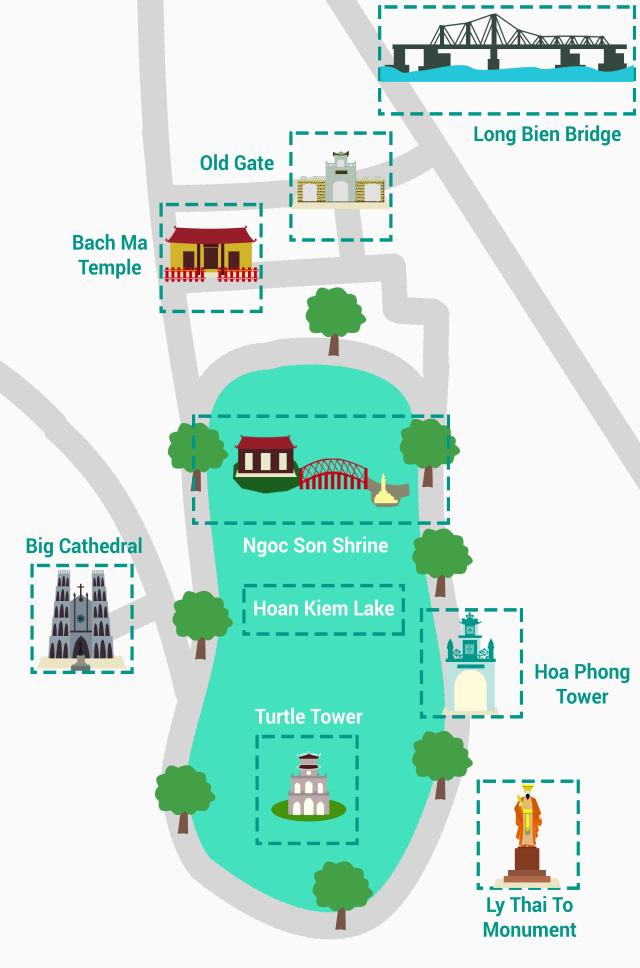 Long Bien Bridge
Old Gate
Bach Ma
Temple
Big Cathedral
Ngoc Son Shrine
Hoan Kiem Lake
Hoa Phong
Tower
Turtle Tower
Ly Thai To
Monument